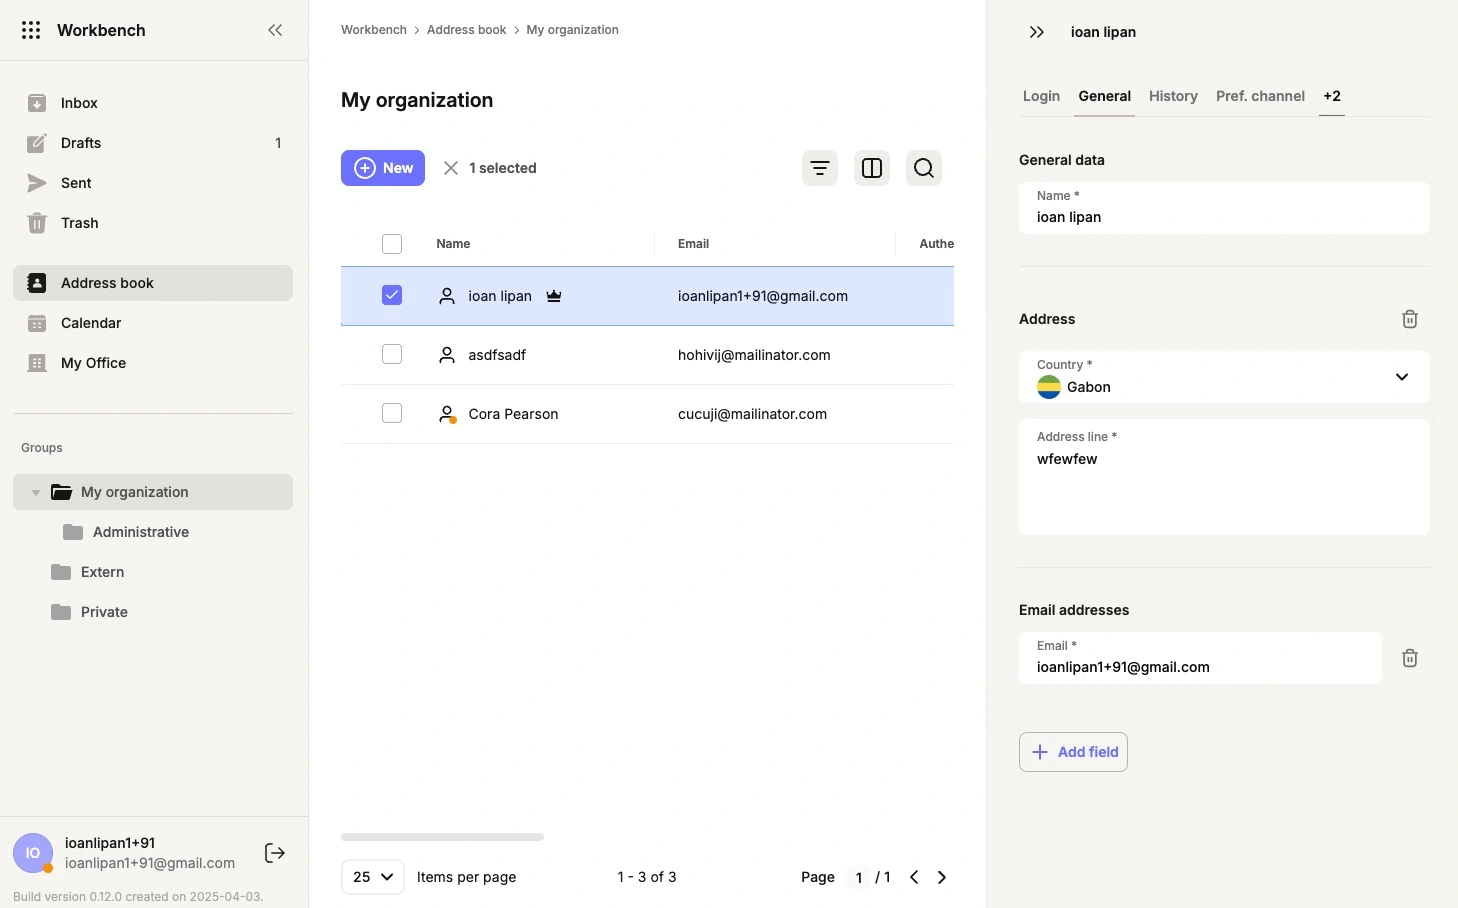 Workbench
Inbox
Drafts 1
Sent
Trash
Address book
Calendar
My Office
Groups
My organization
Administrative
Extern
Private
IO
ioanlipan1+91
ioanlipan1+91@gmail.com
Build version 0.12.0 created on 2025-04-03.
Workbench > Address book > My organization
My organization
New 1 selected
Name Email Authe
ioan lipan ioanlipan1+91@gmail.com
asdfsadf hohivij@mailinator.com
Cora Pearson cucuji@mailinator.com
25 Items per page 1 - 3 of 3 Page 1 / 1
ioan lipan
Login General History Pref. channel +2
General data
Name *
ioan lipan
Address
Country *
Gabon
Address line *
wfewfew
Email addresses
Email *
ioanlipan1+91@gmail.com
Add field